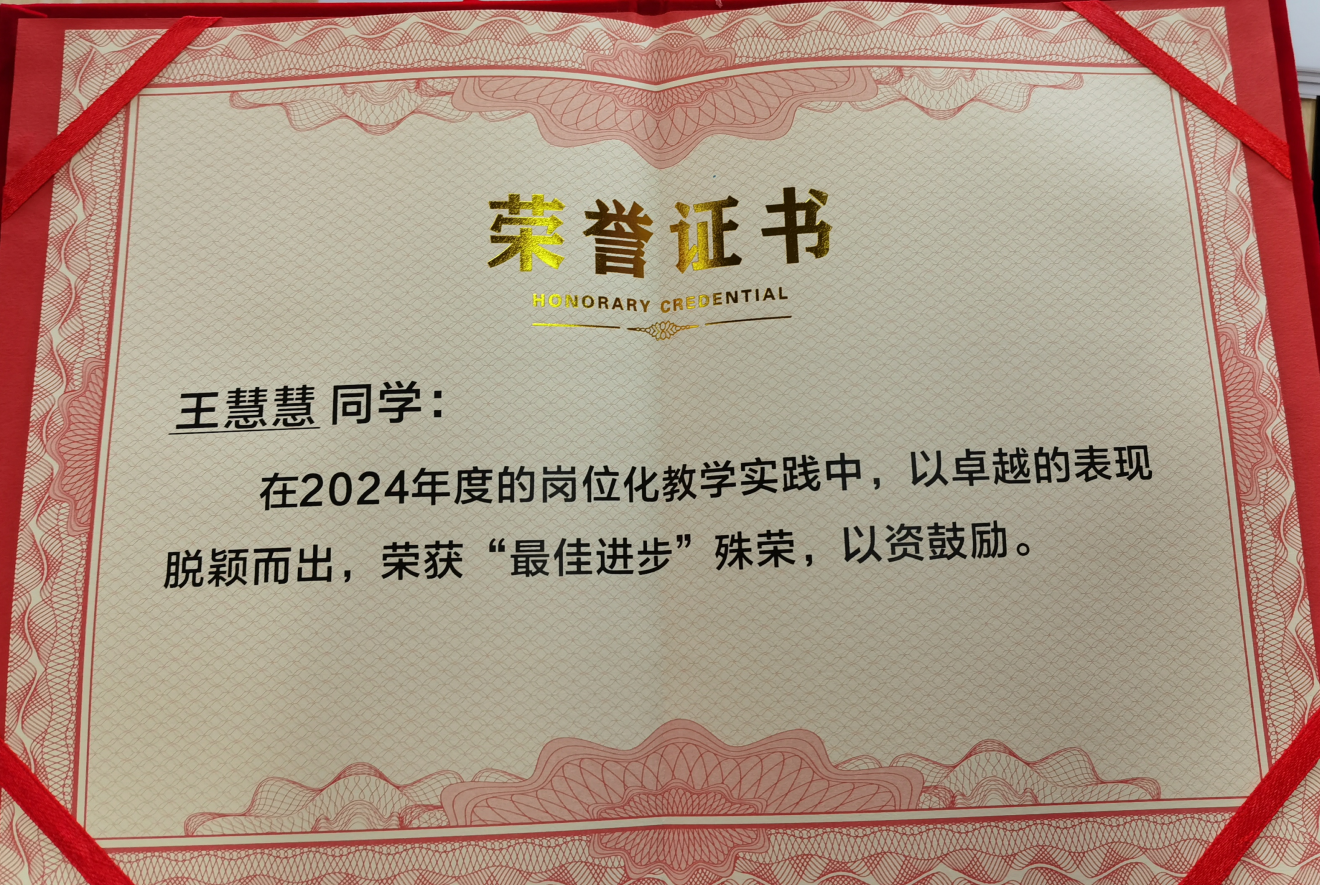 荣誉证书
HONORARY CREDENTIAL
王慧慧 同学：
在2024年度的岗位化教学实践中，以卓越的表现
脱颖而出，荣获“最佳进步”殊荣，以资鼓励。